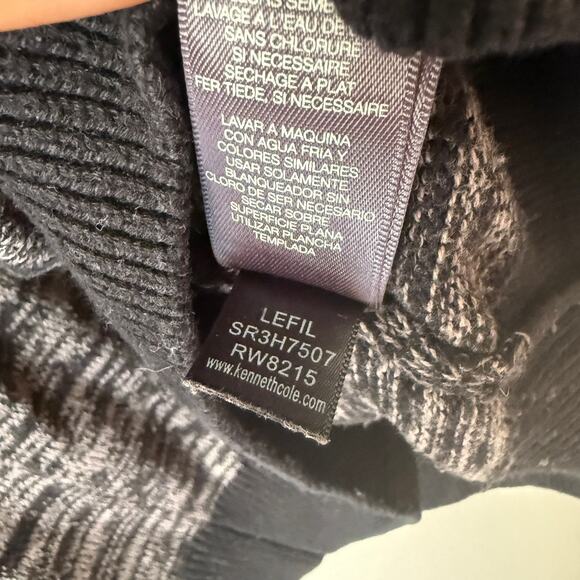 LAVAGE A L'EAU DE
SANS CHLORURE
SI NECESSAIRE
SECHAGE A PLAT
FER TIEDE, SI NECESSAIRE
LAVAR A MAQUINA
CON AGUA FRIA Y
COLORES SIMILARES
USAR SOLAMENTE
BLANQUEADOR SIN
CLORO DE SER NECESARIO
SECAR SOBRE
SUPERFICIE PLANA
UTILIZAR PLANCHA
TEMPLADA
LEFIL
SR3H7507
RW8215
www.kennethcole.com